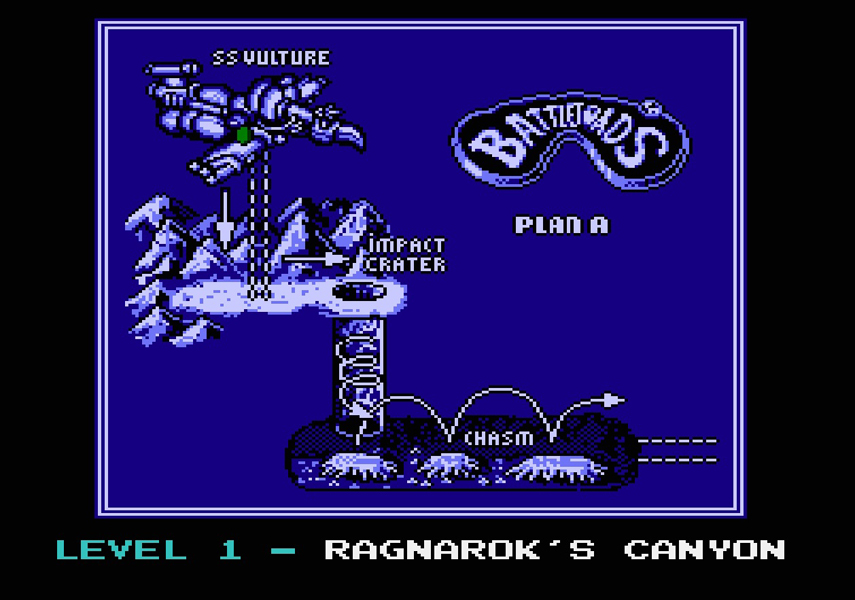 SS VULTURE
BATTLETOADS
PLAN A
IMPACT
CRATER
CHASM
LEVEL 1 - RAGNAROK'S CANYON